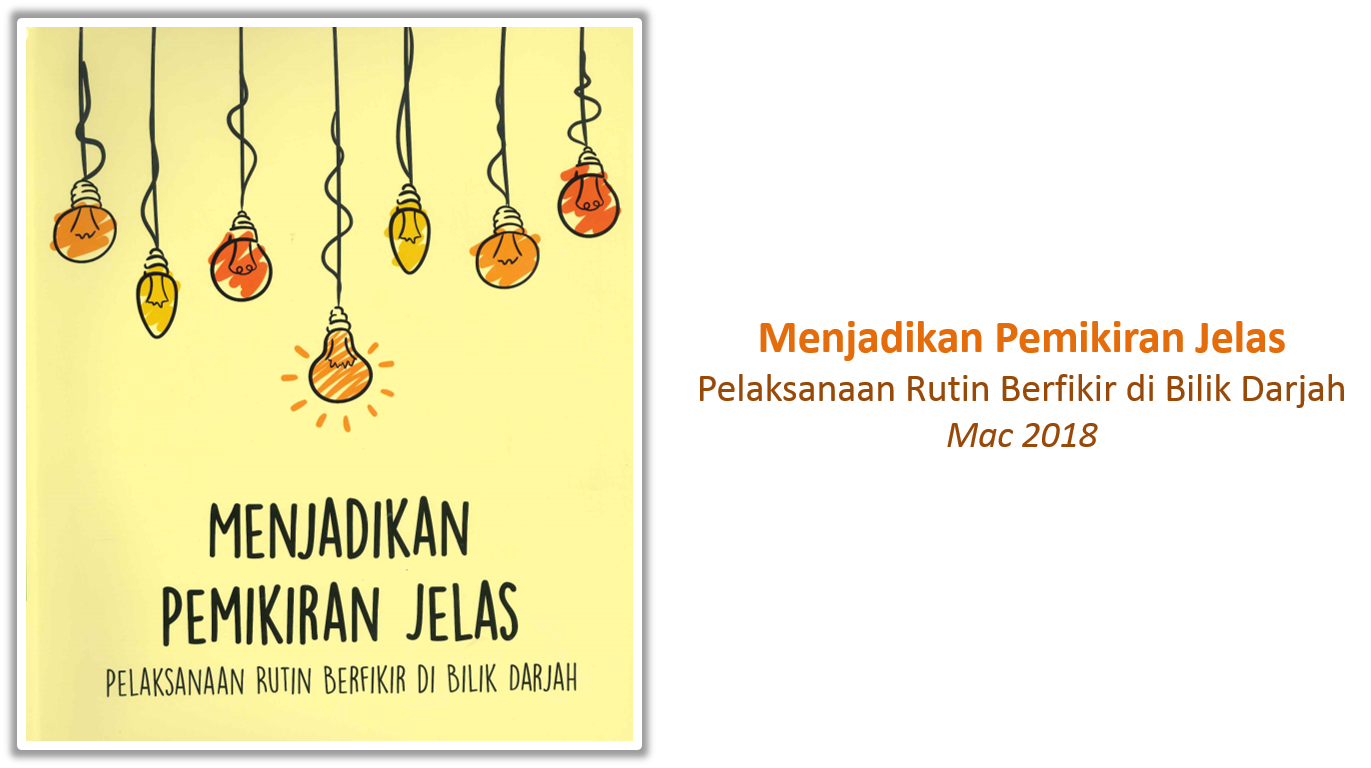 MENJADIKAN
PEMIKIRAN JELAS
PELAKSANAAN RUTIN BERFIKIR DI BILIK DARJAH
Menjadikan Pemikiran Jelas
Pelaksanaan Rutin Berfikir di Bilik Darjah
Mac 2018